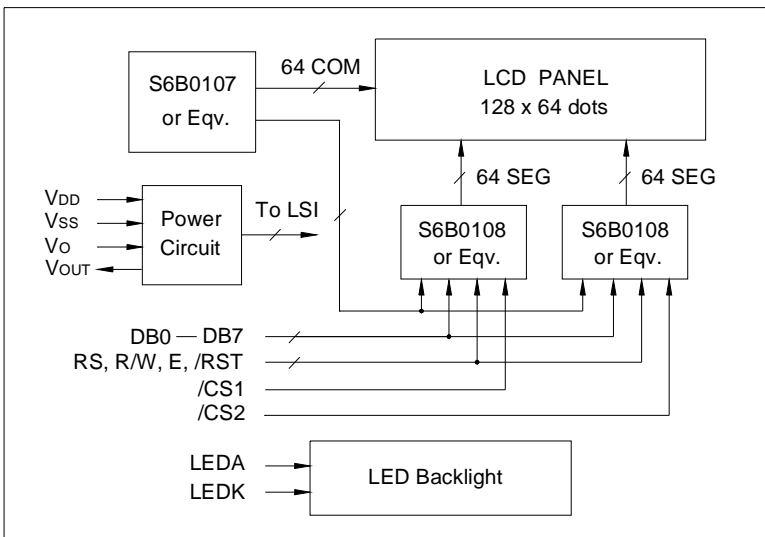 S6B0107
or Eqv.
64 COM
LCD PANEL
128 x 64 dots
64 SEG
64 SEG
VDD
VSS
VO
VOUT
Power
Circuit
To LSI
S6B0108
or Eqv.
S6B0108
or Eqv.
DB0 — DB7
RS, R/W, E, /RST
/CS1
/CS2
LEDA
LEDK
LED Backlight